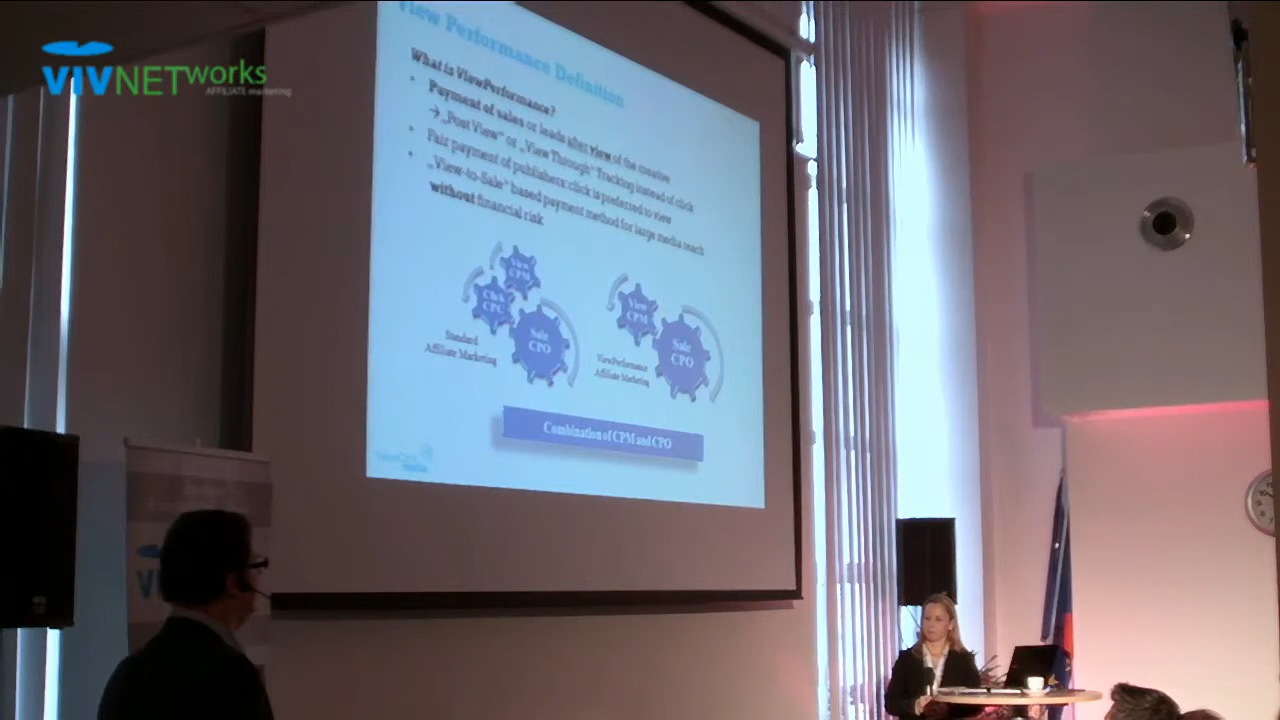 VIVNETworks
AFFILIATE marketing
View Performance Definition
What is ViewPerformance?
• Payment of sales or leads after view of the creative
→ „Post View“ or „View Through“ Tracking instead of click
• Fair payment of publishers: click is preferred to view
• „View-to-Sale“ based payment method for large media reach
without financial risk
View
CPM
Click
CPC
Sale
CPO
Standard
Affiliate Marketing
View
CPM
Sale
CPO
ViewPerformance
Affiliate Marketing
Combination of CPM and CPO